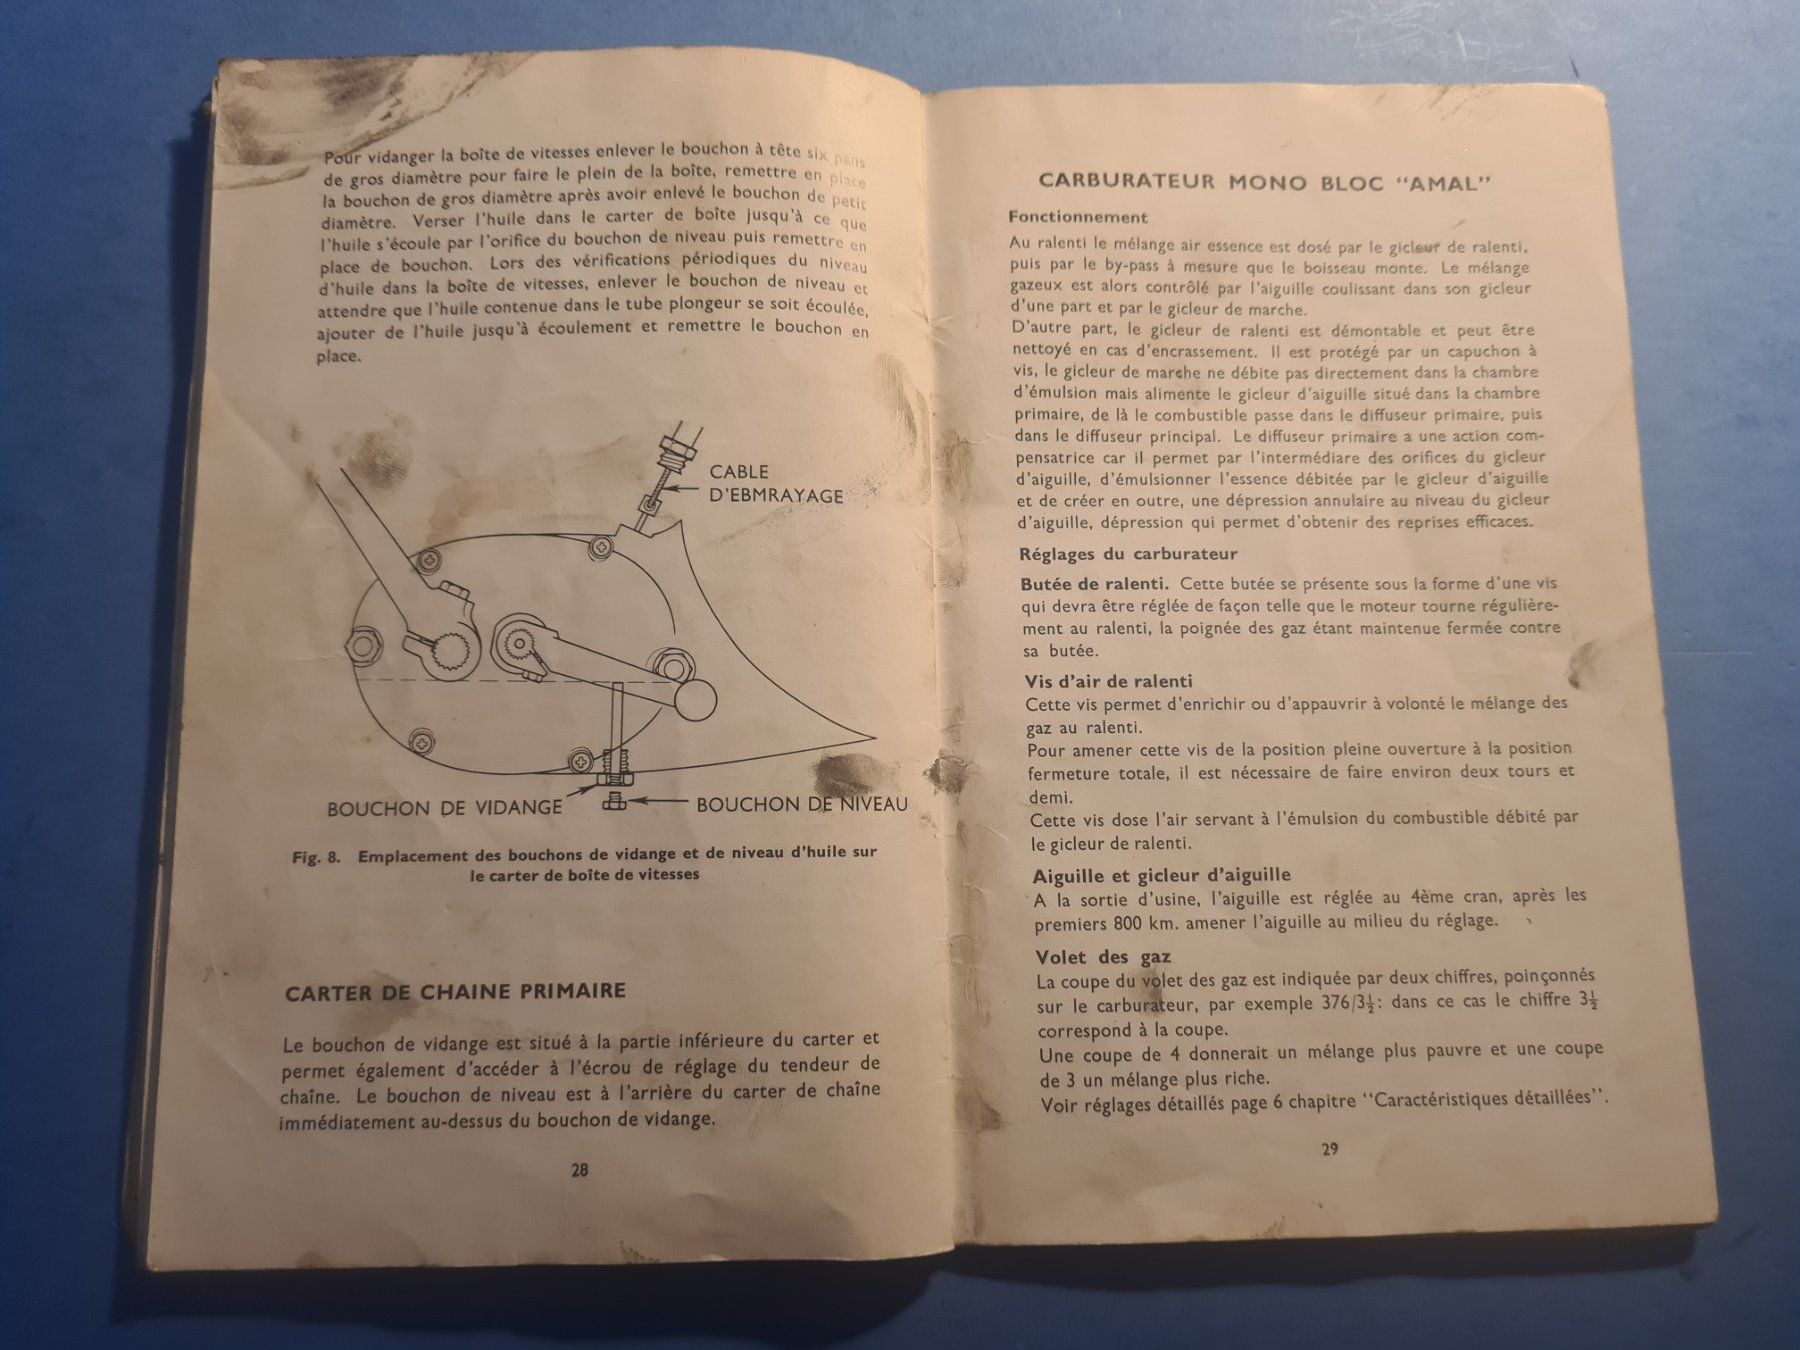 Pour vidanger la boîte de vitesses enlever le bouchon à tête six pans
de gros diamètre pour faire le plein de la boîte, remettre en place
la bouchon de gros diamètre après avoir enlevé le bouchon de petit
diamètre. Verser l'huile dans le carter de boîte jusqu'à ce que
l'huile s'écoule par l'orifice du bouchon de niveau puis remettre en
place de bouchon. Lors des vérifications périodiques du niveau
d'huile dans la boîte de vitesses, enlever le bouchon de niveau et
attendre que l'huile contenue dans le tube plongeur se soit écoulée,
ajouter de l'huile jusqu'à écoulement et remettre le bouchon en
place.
CABLE
D'EBMRAYAGE
BOUCHON DE VIDANGE
BOUCHON DE NIVEAU
Fig. 8. Emplacement des bouchons de vidange et de niveau d'huile sur
le carter de boîte de vitesses
CARTER DE CHAINE PRIMAIRE
Le bouchon de vidange est situé à la partie inférieure du carter et
permet également d'accéder à l'écrou de réglage du tendeur de
chaîne. Le bouchon de niveau est à l'arrière du carter de chaîne
immédiatement au-dessus du bouchon de vidange.
28
CARBURATEUR MONO BLOC "AMAL"
Fonctionnement
Au ralenti le mélange air essence est dosé par le gicleur de ralenti,
puis par le by-pass à mesure que le boisseau monte. Le mélange
gazeux est alors contrôlé par l'aiguille coulissant dans son gicleur
d'une part et par le gicleur de marche.
D'autre part, le gicleur de ralenti est démontable et peut être
nettoyé en cas d'encrassement. Il est protégé par un capuchon à
vis, le gicleur de marche ne débite pas directement dans la chambre
d'émulsion mais alimente le gicleur d'aiguille situé dans la chambre
primaire, de là le combustible passe dans le diffuseur primaire, puis
dans le diffuseur principal. Le diffuseur primaire a une action com-
pensatrice car il permet par l'intermédiare des orifices du gicleur
d'aiguille, d'émulsionner l'essence débitée par le gicleur d'aiguille
et de créer en outre, une dépression annulaire au niveau du gicleur
d'aiguille, dépression qui permet d'obtenir des reprises efficaces.
Réglages du carburateur
Butée de ralenti. Cette butée se présente sous la forme d'une vis
qui devra être réglée de façon telle que le moteur tourne régulière-
ment au ralenti, la poignée des gaz étant maintenue fermée contre
sa butée.
Vis d'air de ralenti
Cette vis permet d'enrichir ou d'appauvrir à volonté le mélange des
gaz au ralenti.
Pour amener cette vis de la position pleine ouverture à la position
fermeture totale, il est nécessaire de faire environ deux tours et
demi.
Cette vis dose l'air servant à l'émulsion du combustible débité par
le gicleur de ralenti.
Aiguille et gicleur d'aiguille
A la sortie d'usine, l'aiguille est réglée au 4ème cran, après les
premiers 800 km. amener l'aiguille au milieu du réglage.
Volet des gaz
La coupe du volet des gaz est indiquée par deux chiffres, poinçonnés
sur le carburateur, par exemple 376/3½: dans ce cas le chiffre 3½
correspond à la coupe.
Une coupe de 4 donnerait un mélange plus pauvre et une coupe
de 3 un mélange plus riche.
Voir réglages détaillés page 6 chapitre "Caractéristiques détaillées".
29